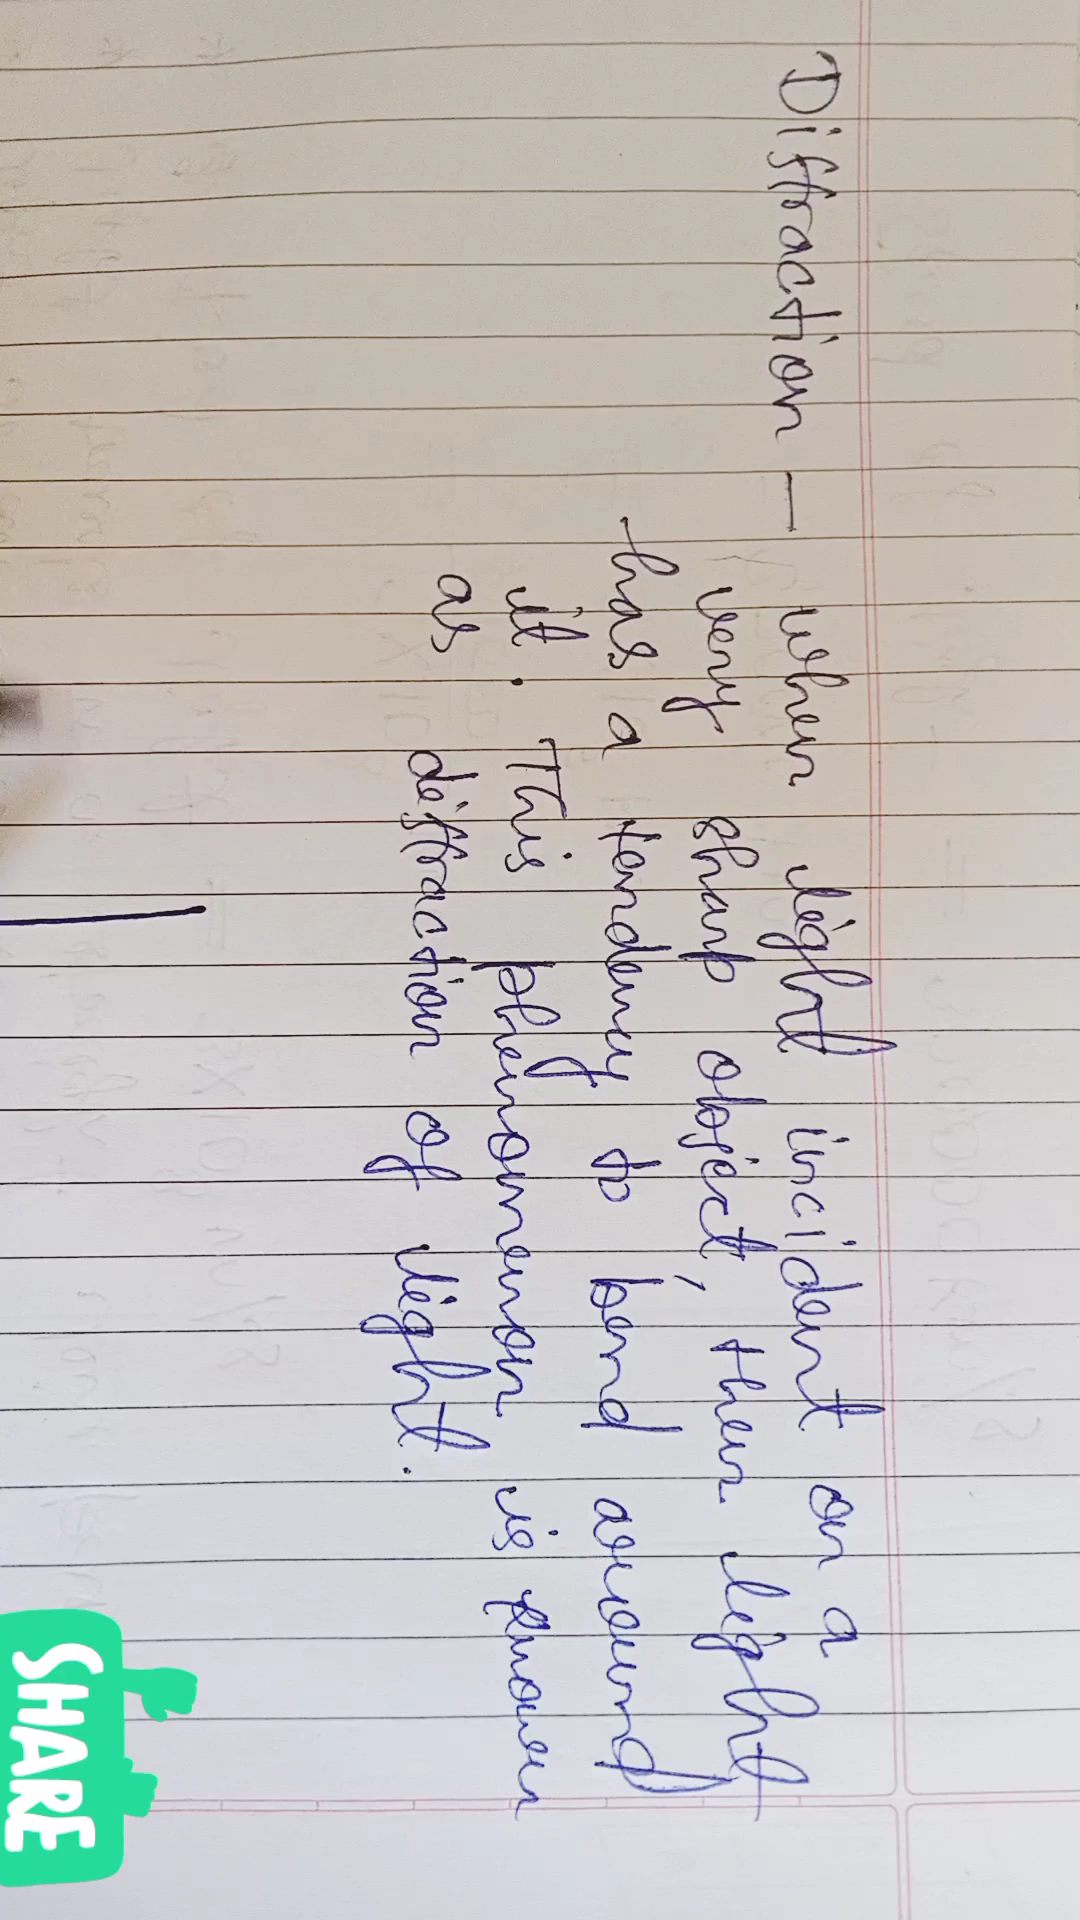 Diffraction — when light incident on a
very sharp object, then light
has a tendency to bend around
it. This phenomenon is known
as diffraction of light.
SHARE